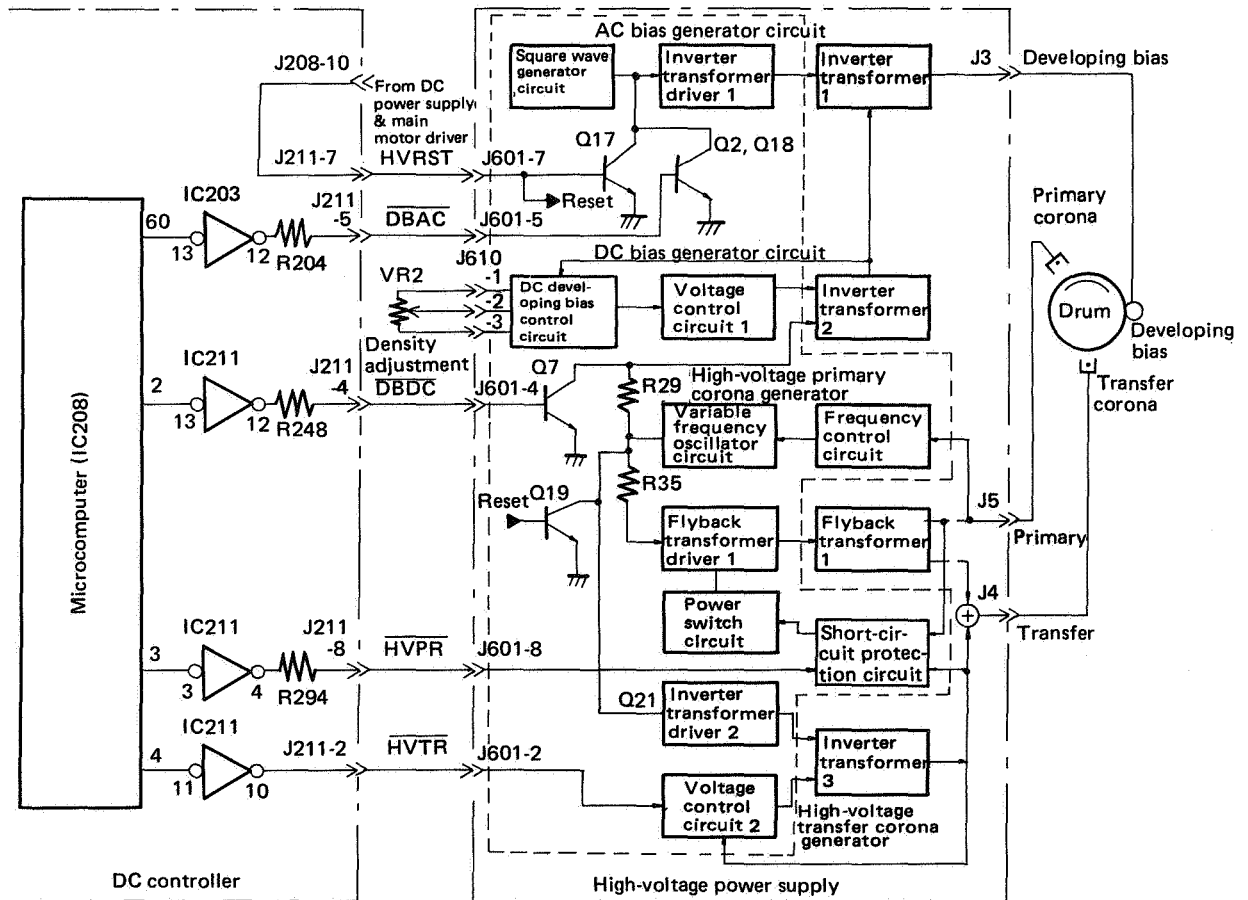 AC bias generator circuit
J208-10
From DC
power supply
& main
motor driver
Square wave
generator
circuit
Inverter
transformer
driver 1
Inverter
transformer
1
J3
Developing bias
Q17
Q2, Q18
J211-7
HVRST
J601-7
Reset
IC203
60
13
12
R204
J211
-5
DBAC
J601-5
Primary
corona
DC bias generator circuit
VR2
J610
-1
-2
-3
DC devel-
oping bias
control
circuit
Voltage
control
circuit 1
Inverter
transformer
2
Drum
Developing
bias
Density
adjustment
Transfer
corona
IC211
2
13
12
R248
J211
-4
DBDC
J601-4
Q7
R29
High-voltage primary
corona generator
Variable
frequency
oscillator
circuit
Frequency
control
circuit
R35
Reset
Q19
Flyback
transformer
driver 1
Flyback
transformer
1
J5
Primary
Microcomputer (IC208)
Power
switch
circuit
Short-cir-
cuit protec-
tion circuit
J4
Transfer
IC211
3
3
4
R294
J211
-8
HVPR
J601-8
Q21
Inverter
transformer
driver 2
Inverter
transformer
3
IC211
4
11
10
J211-2
HVTR
J601-2
Voltage
control
circuit 2
High-voltage
transfer corona
generator
DC controller
High-voltage power supply